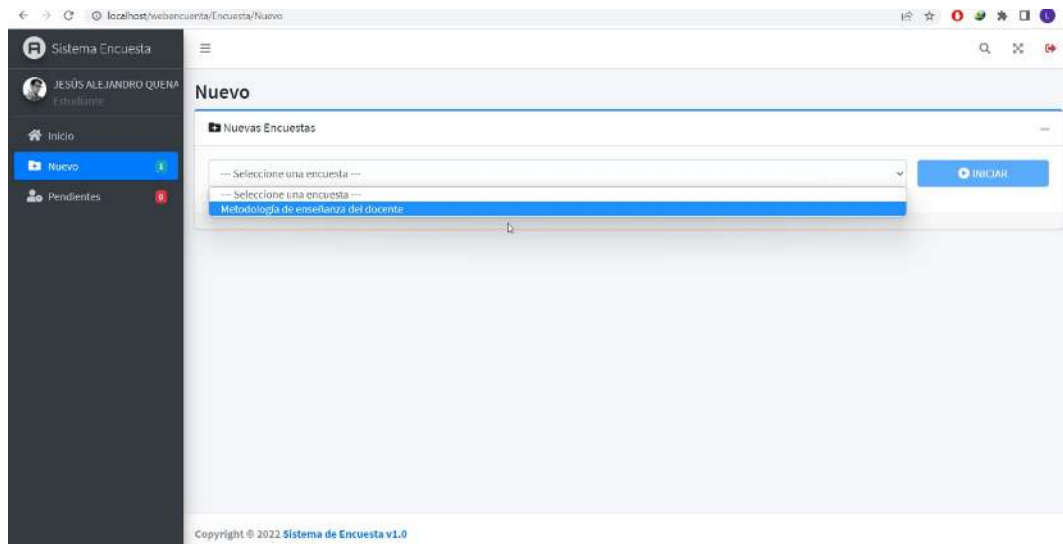 localhost/webencuenta/Encuesta/Nuevo
Sistema Encuesta
JESÚS ALEJANDRO QUENA
Estudiante
Inicio
Nuevo 1
Pendientes 0
Nuevo
Nuevas Encuestas
--- Seleccione una encuesta ---
INICIAR
--- Seleccione una encuesta ---
Metodología de enseñanza del docente
Copyright © 2022 Sistema de Encuesta v1.0
L